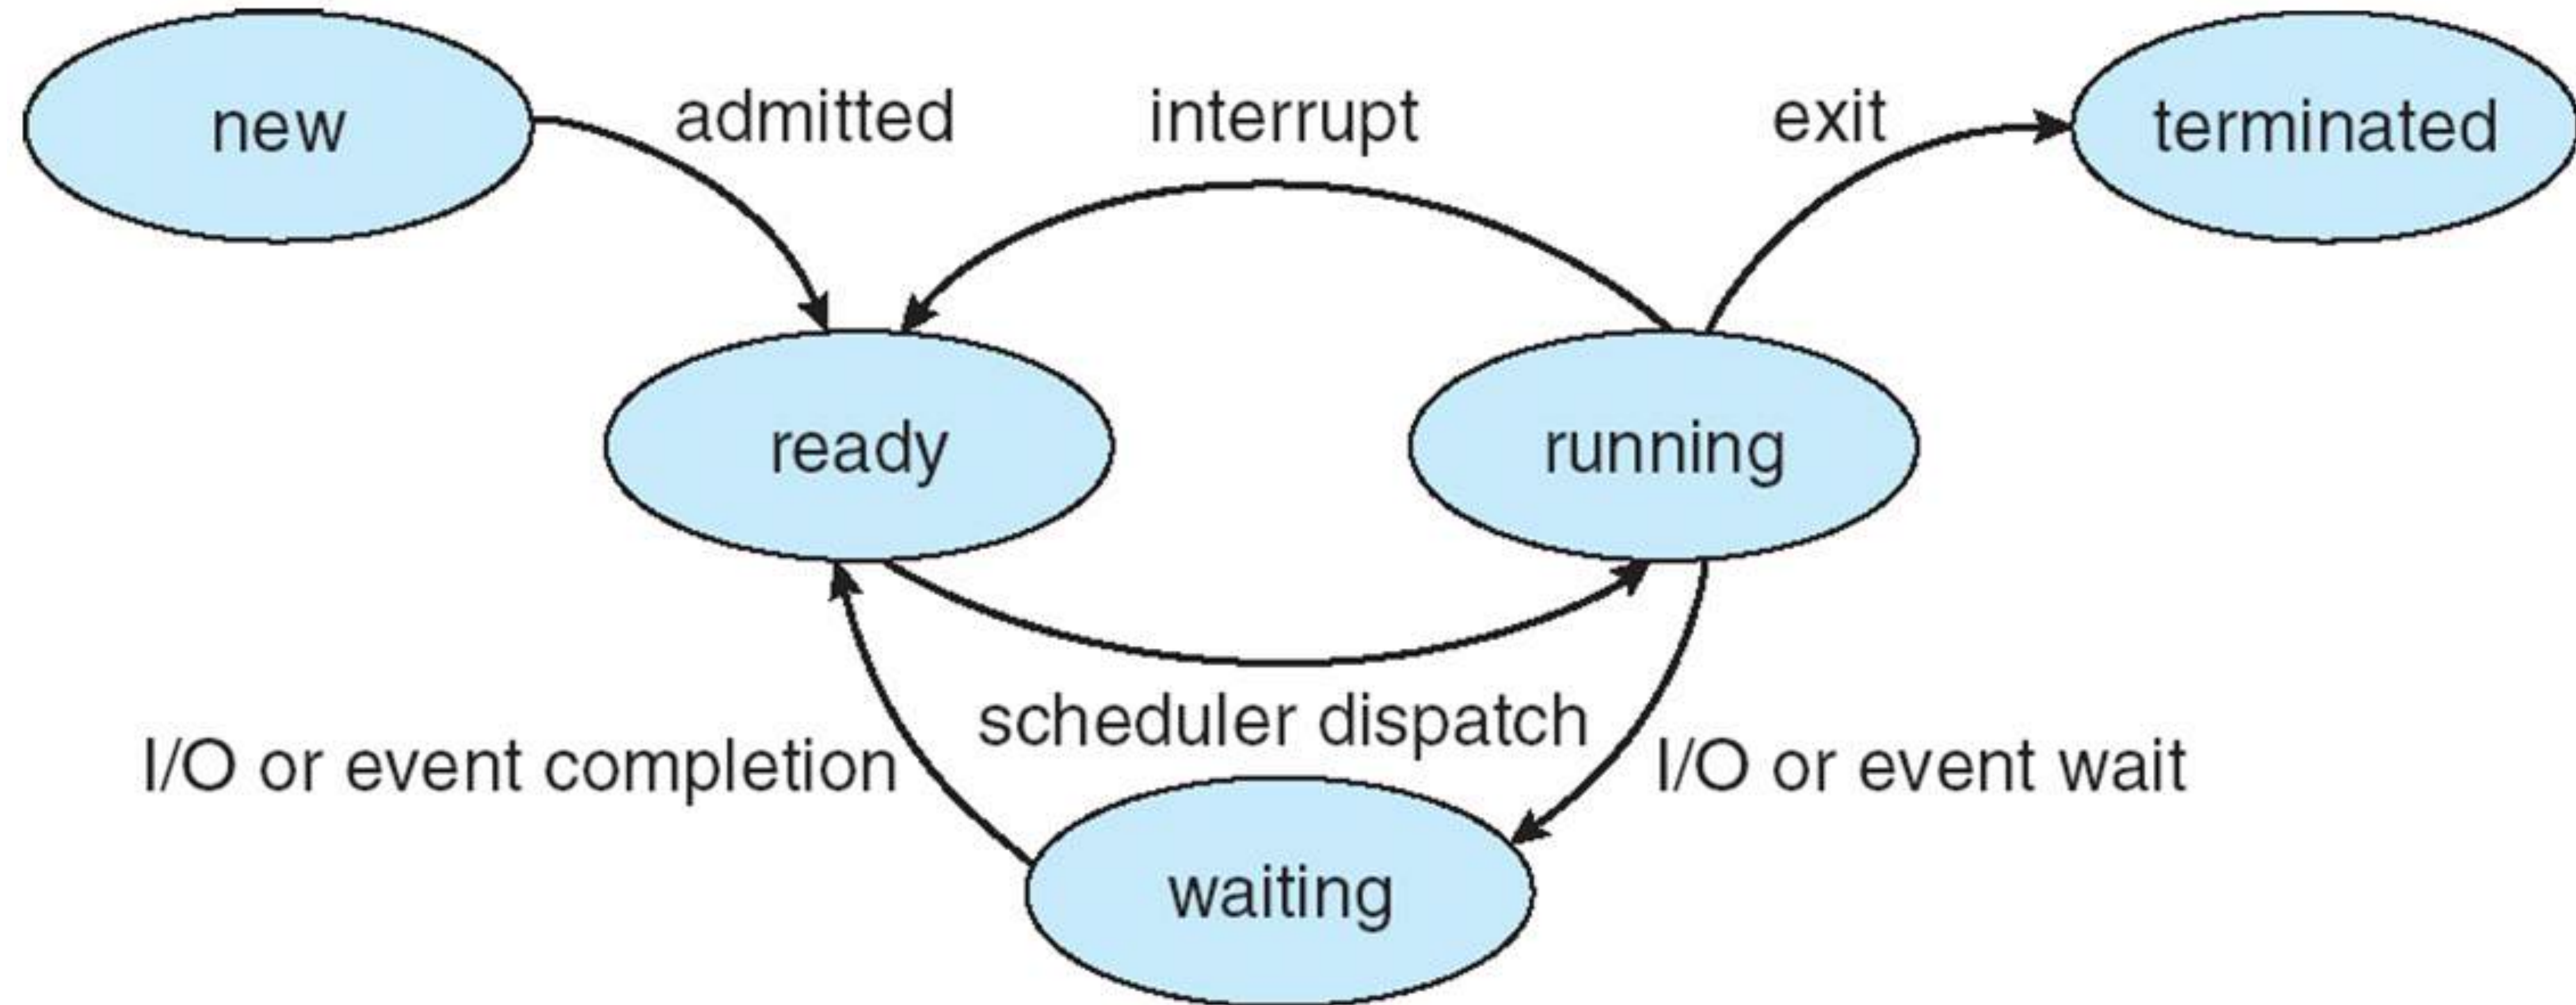 new
admitted
interrupt
exit
terminated
ready
running
scheduler dispatch
I/O or event completion
I/O or event wait
waiting